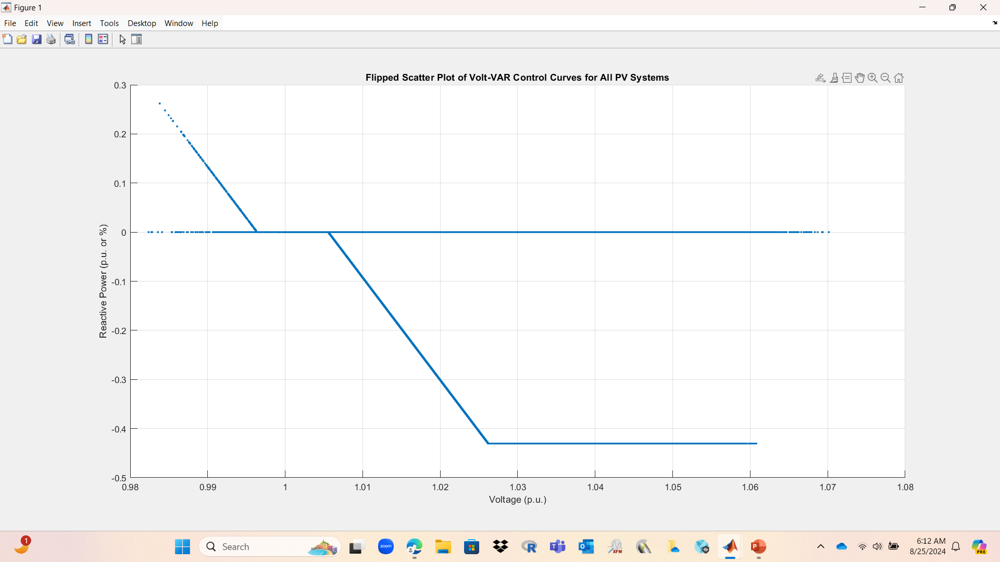 Figure 1
File Edit View Insert Tools Desktop Window Help
Flipped Scatter Plot of Volt-VAR Control Curves for All PV Systems
0.3
0.2
0.1
0
-0.1
-0.2
-0.3
-0.4
-0.5
Reactive Power (p.u. or %)
0.98 0.99 1 1.01 1.02 1.03 1.04 1.05 1.06 1.07 1.08
Voltage (p.u.)
1
Search
zoom
XFM
P
6:12 AM
8/25/2024
PRE